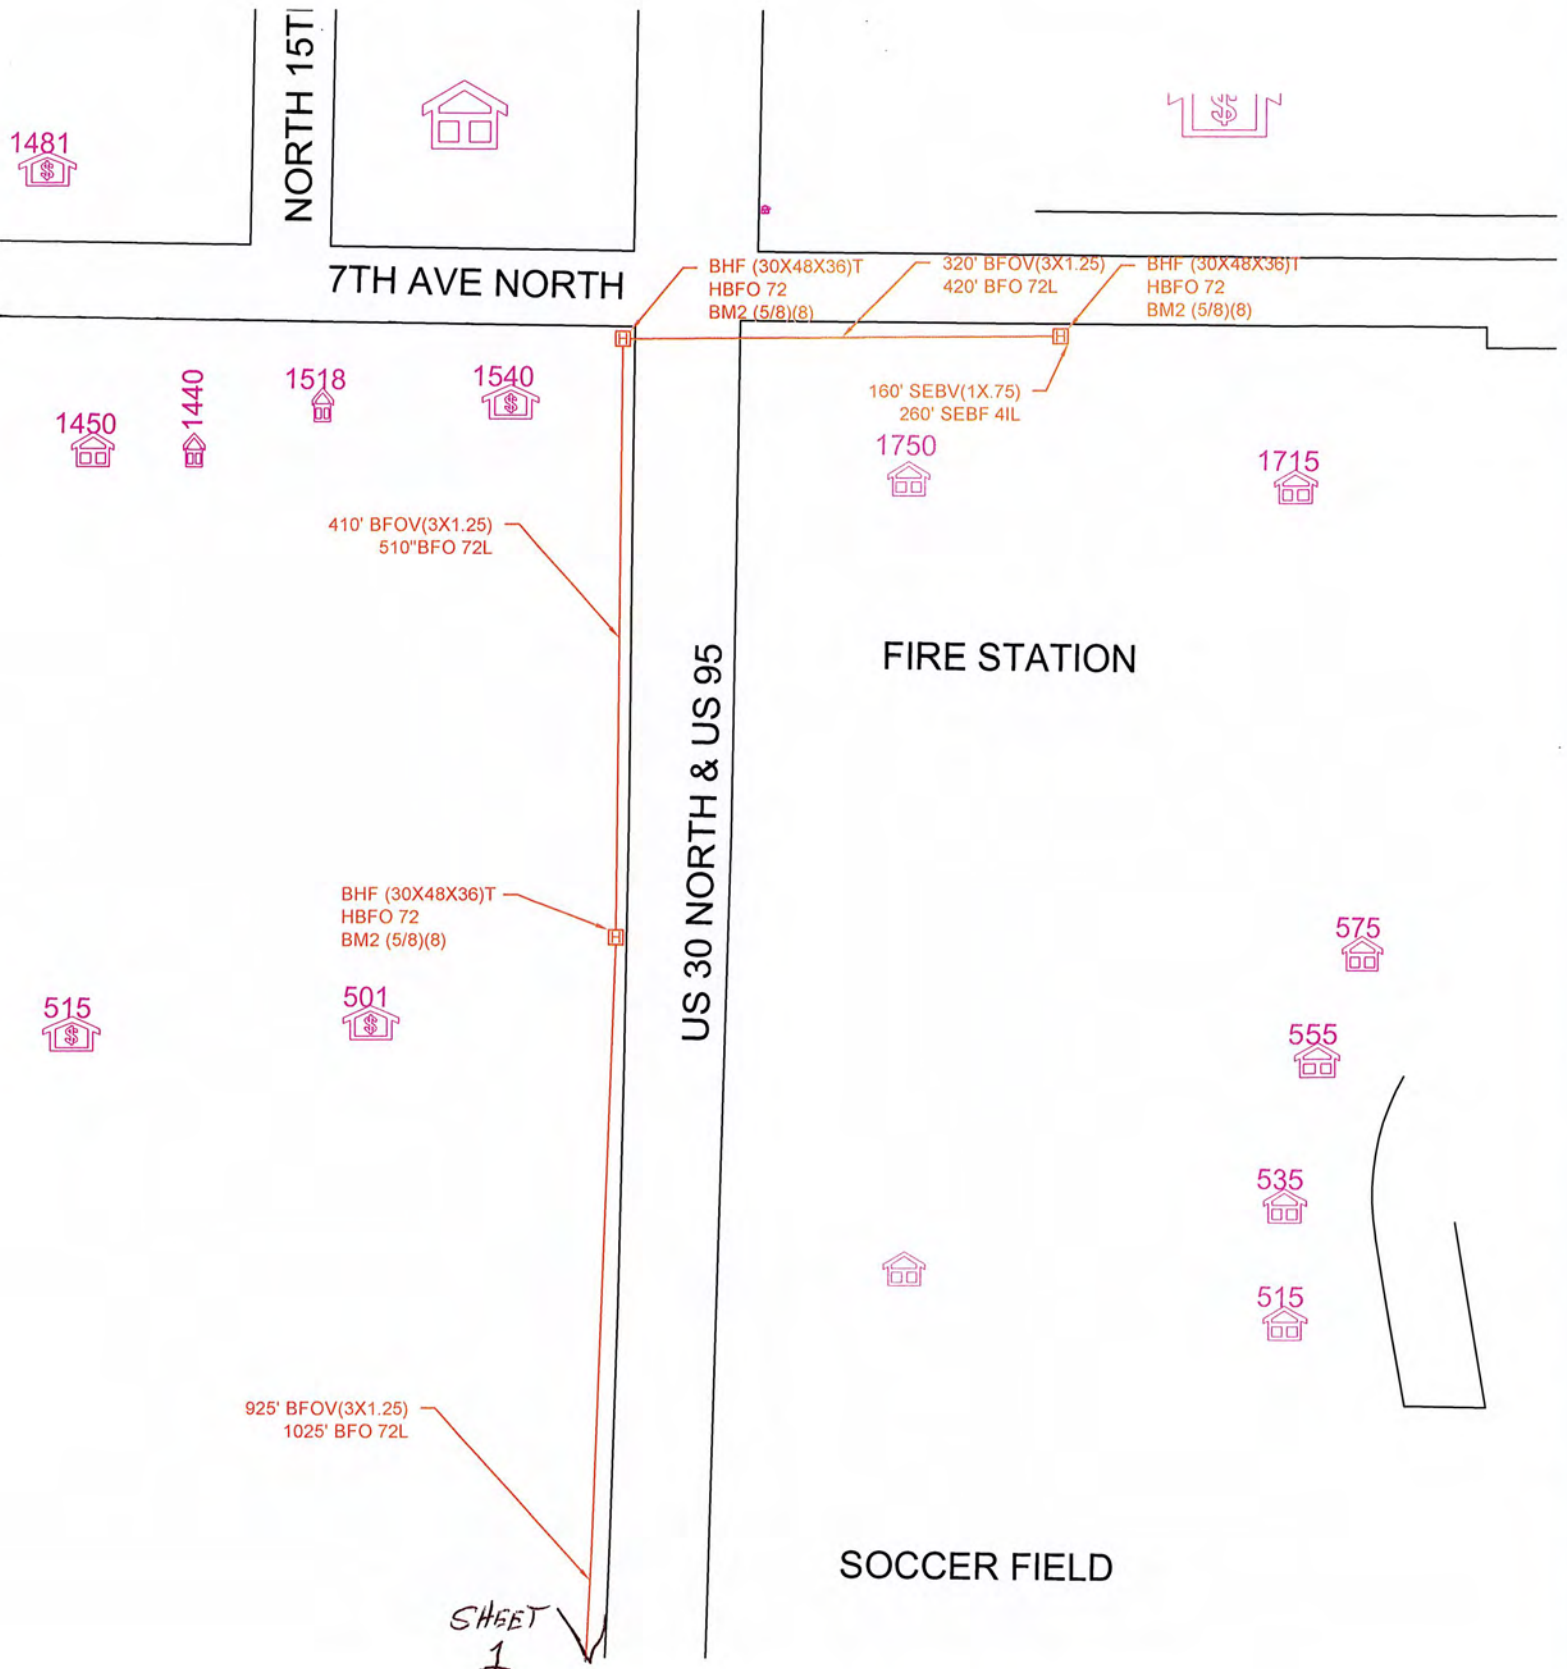 NORTH 15T
1481
$
$
7TH AVE NORTH
BHF (30X48X36)T
HBFO 72
BM2 (5/8)(8)
320' BFOV(3X1.25)
420' BFO 72L
BHF (30X48X36)T
HBFO 72
BM2 (5/8)(8)
H
H
160' SEBV(1X.75)
260' SEBF 4IL
1450
1440
1518
1540
$
1750
1715
410' BFOV(3X1.25)
510"BFO 72L
FIRE STATION
US 30 NORTH & US 95
BHF (30X48X36)T
HBFO 72
BM2 (5/8)(8)
H
515
$
501
$
575
555
535
515
925' BFOV(3X1.25)
1025' BFO 72L
SOCCER FIELD
SHEET
1